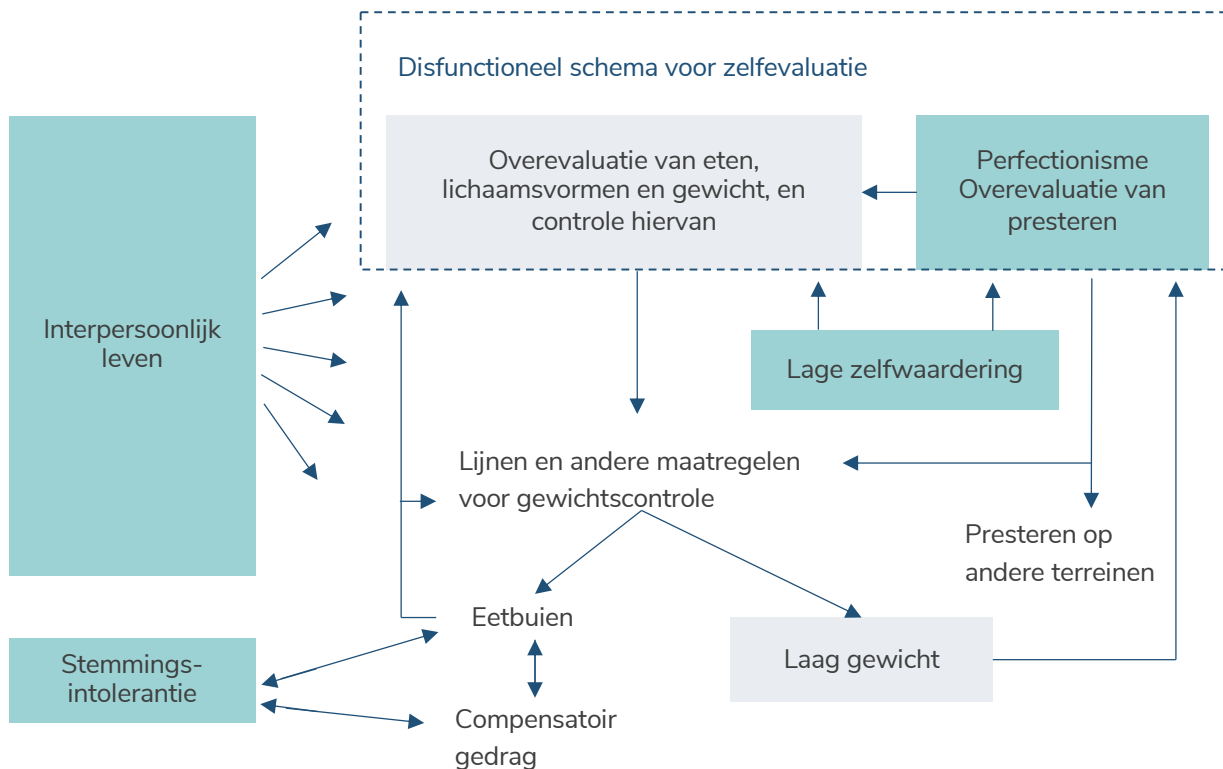 Disfunctioneel schema voor zelfevaluatie
Overevaluatie van eten,
lichaamsvormen en gewicht, en
controle hiervan
Perfectionisme
Overevaluatie van
presteren
Interpersoonlijk
leven
Lage zelfwaardering
Lijnen en andere maatregelen
voor gewichtscontrole
Presteren op
andere terreinen
Eetbuien
Laag gewicht
Stemmings-
intolerantie
Compensatoir
gedrag